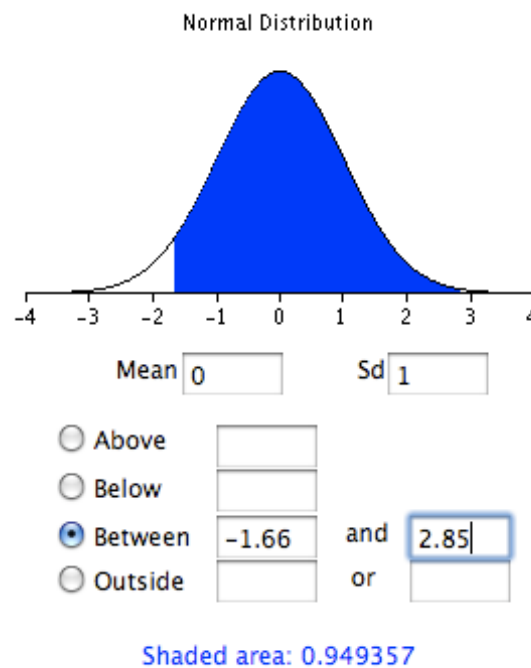 Normal Distribution
-4 -3 -2 -1 0 1 2 3 4
Mean 0 Sd 1
Above
Below
Between -1.66 and 2.85
Outside or
Shaded area: 0.949357